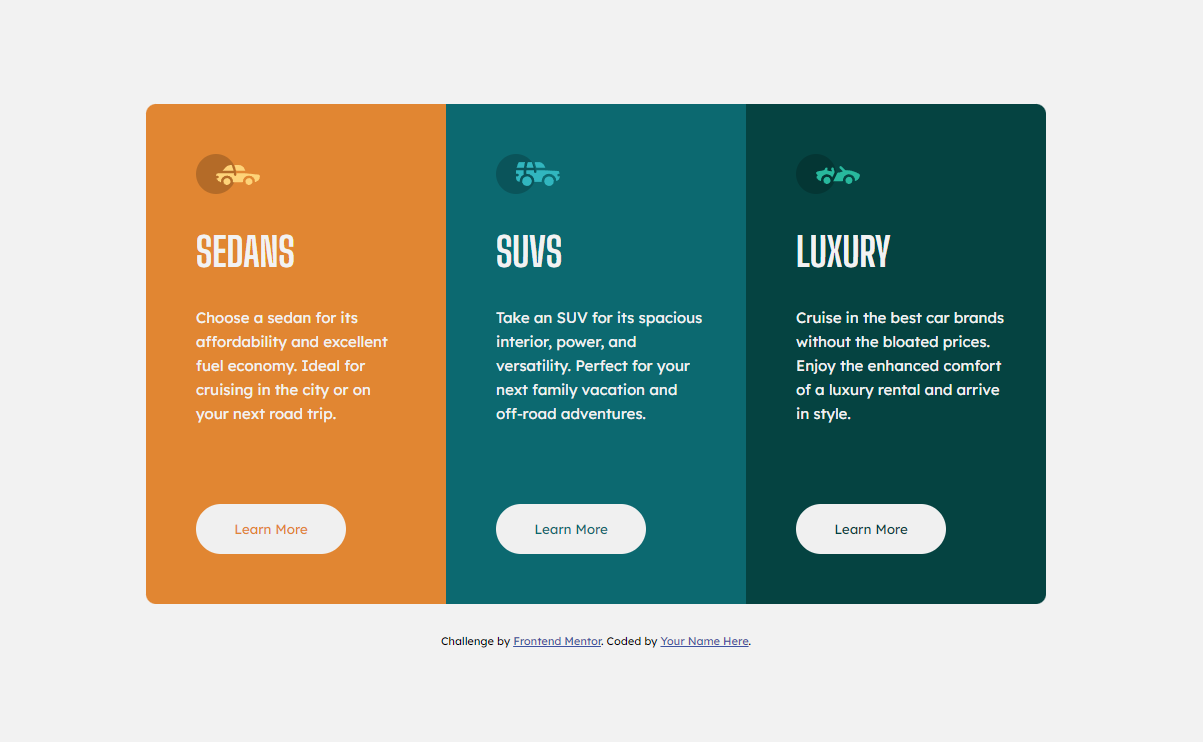 SEDANS
Choose a sedan for its
affordability and excellent
fuel economy. Ideal for
cruising in the city or on
your next road trip.
Learn More
SUVS
Take an SUV for its spacious
interior, power, and
versatility. Perfect for your
next family vacation and
off-road adventures.
Learn More
LUXURY
Cruise in the best car brands
without the bloated prices.
Enjoy the enhanced comfort
of a luxury rental and arrive
in style.
Learn More
Challenge by Frontend Mentor. Coded by Your Name Here.